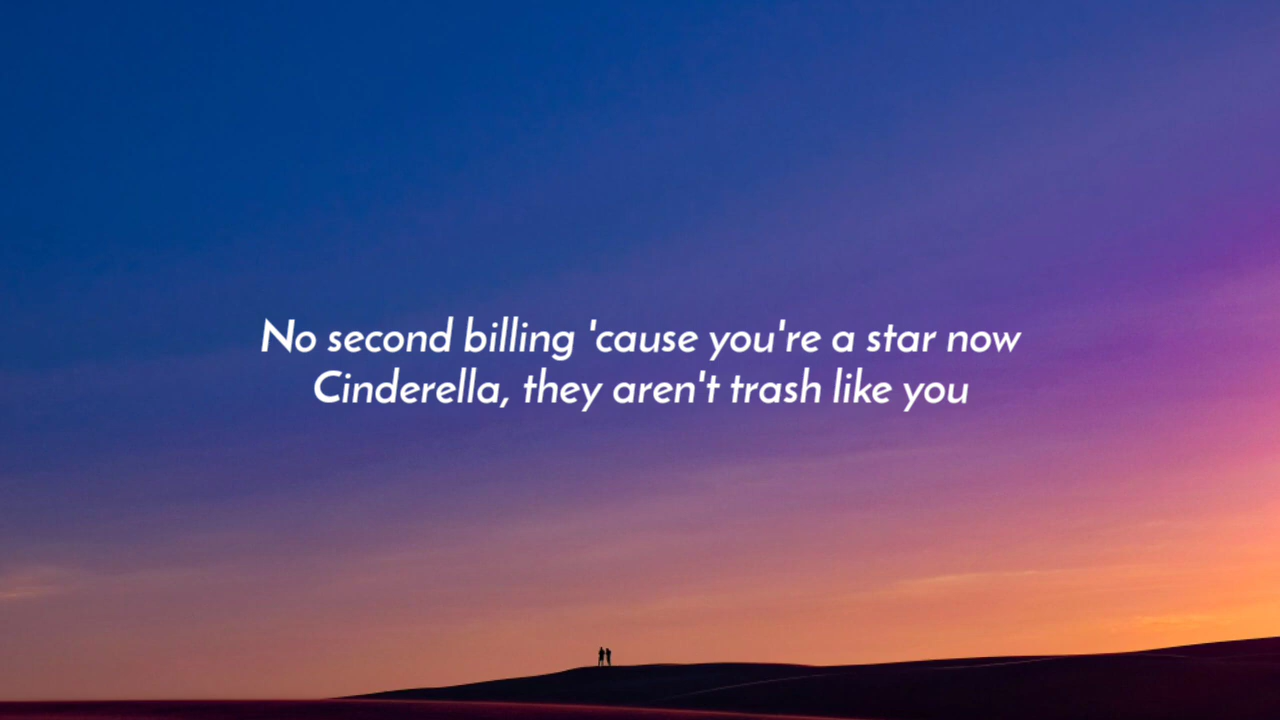 No second billing 'cause you're a star now
Cinderella, they aren't trash like you